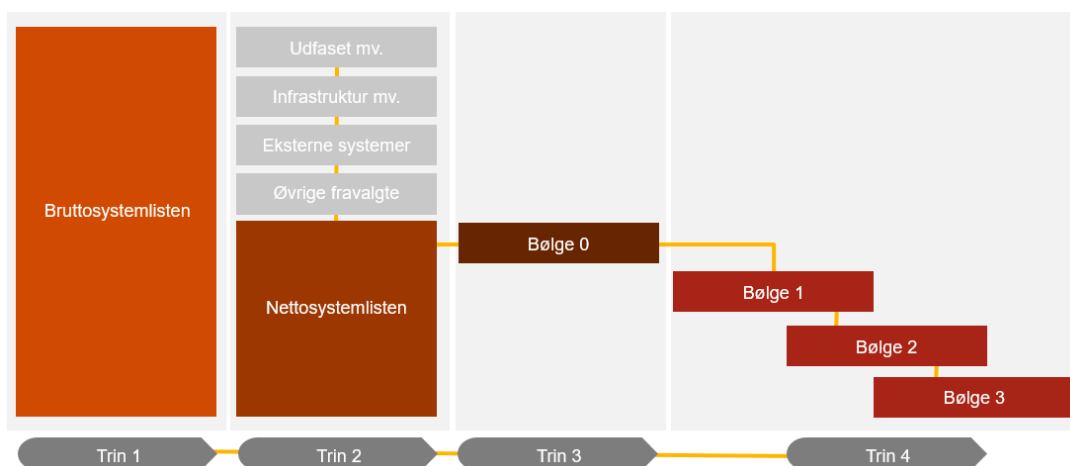 Bruttosystemlisten
Udfaset mv.
Infrastruktur mv.
Eksterne systemer
Øvrige fravalgte
Nettosystemlisten
Bølge 0
Bølge 1
Bølge 2
Bølge 3
Trin 1
Trin 2
Trin 3
Trin 4